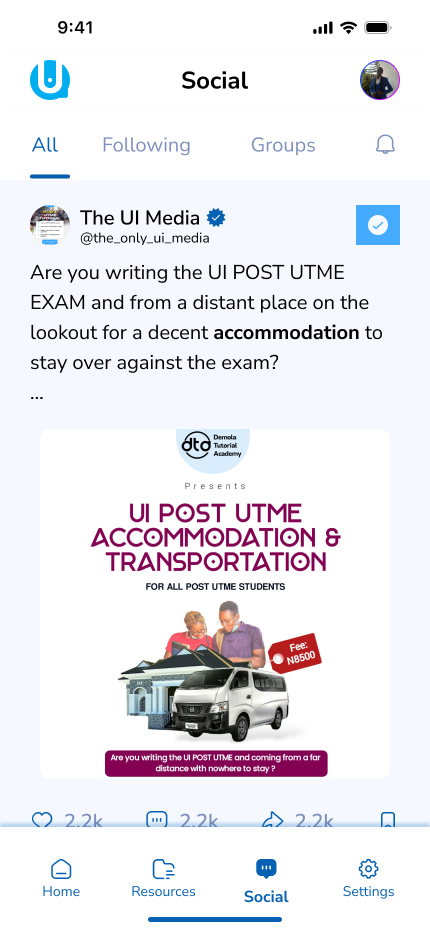 9:41
Social
All
Following
Groups
The UI Media
@the_only_ui_media
Are you writing the UI POST UTME
EXAM and from a distant place on the
lookout for a decent accommodation to
stay over against the exam?
...
dta
Demola
Tutorial
Academy
Presents
UI POST UTME
ACCOMMODATION &
TRANSPORTATION
FOR ALL POST UTME STUDENTS
Fee:
N8500
Are you writing the UI POST UTME and coming from a far
distance with nowhere to stay ?
2.2k
2.2k
2.2k
Home
Resources
Social
Settings